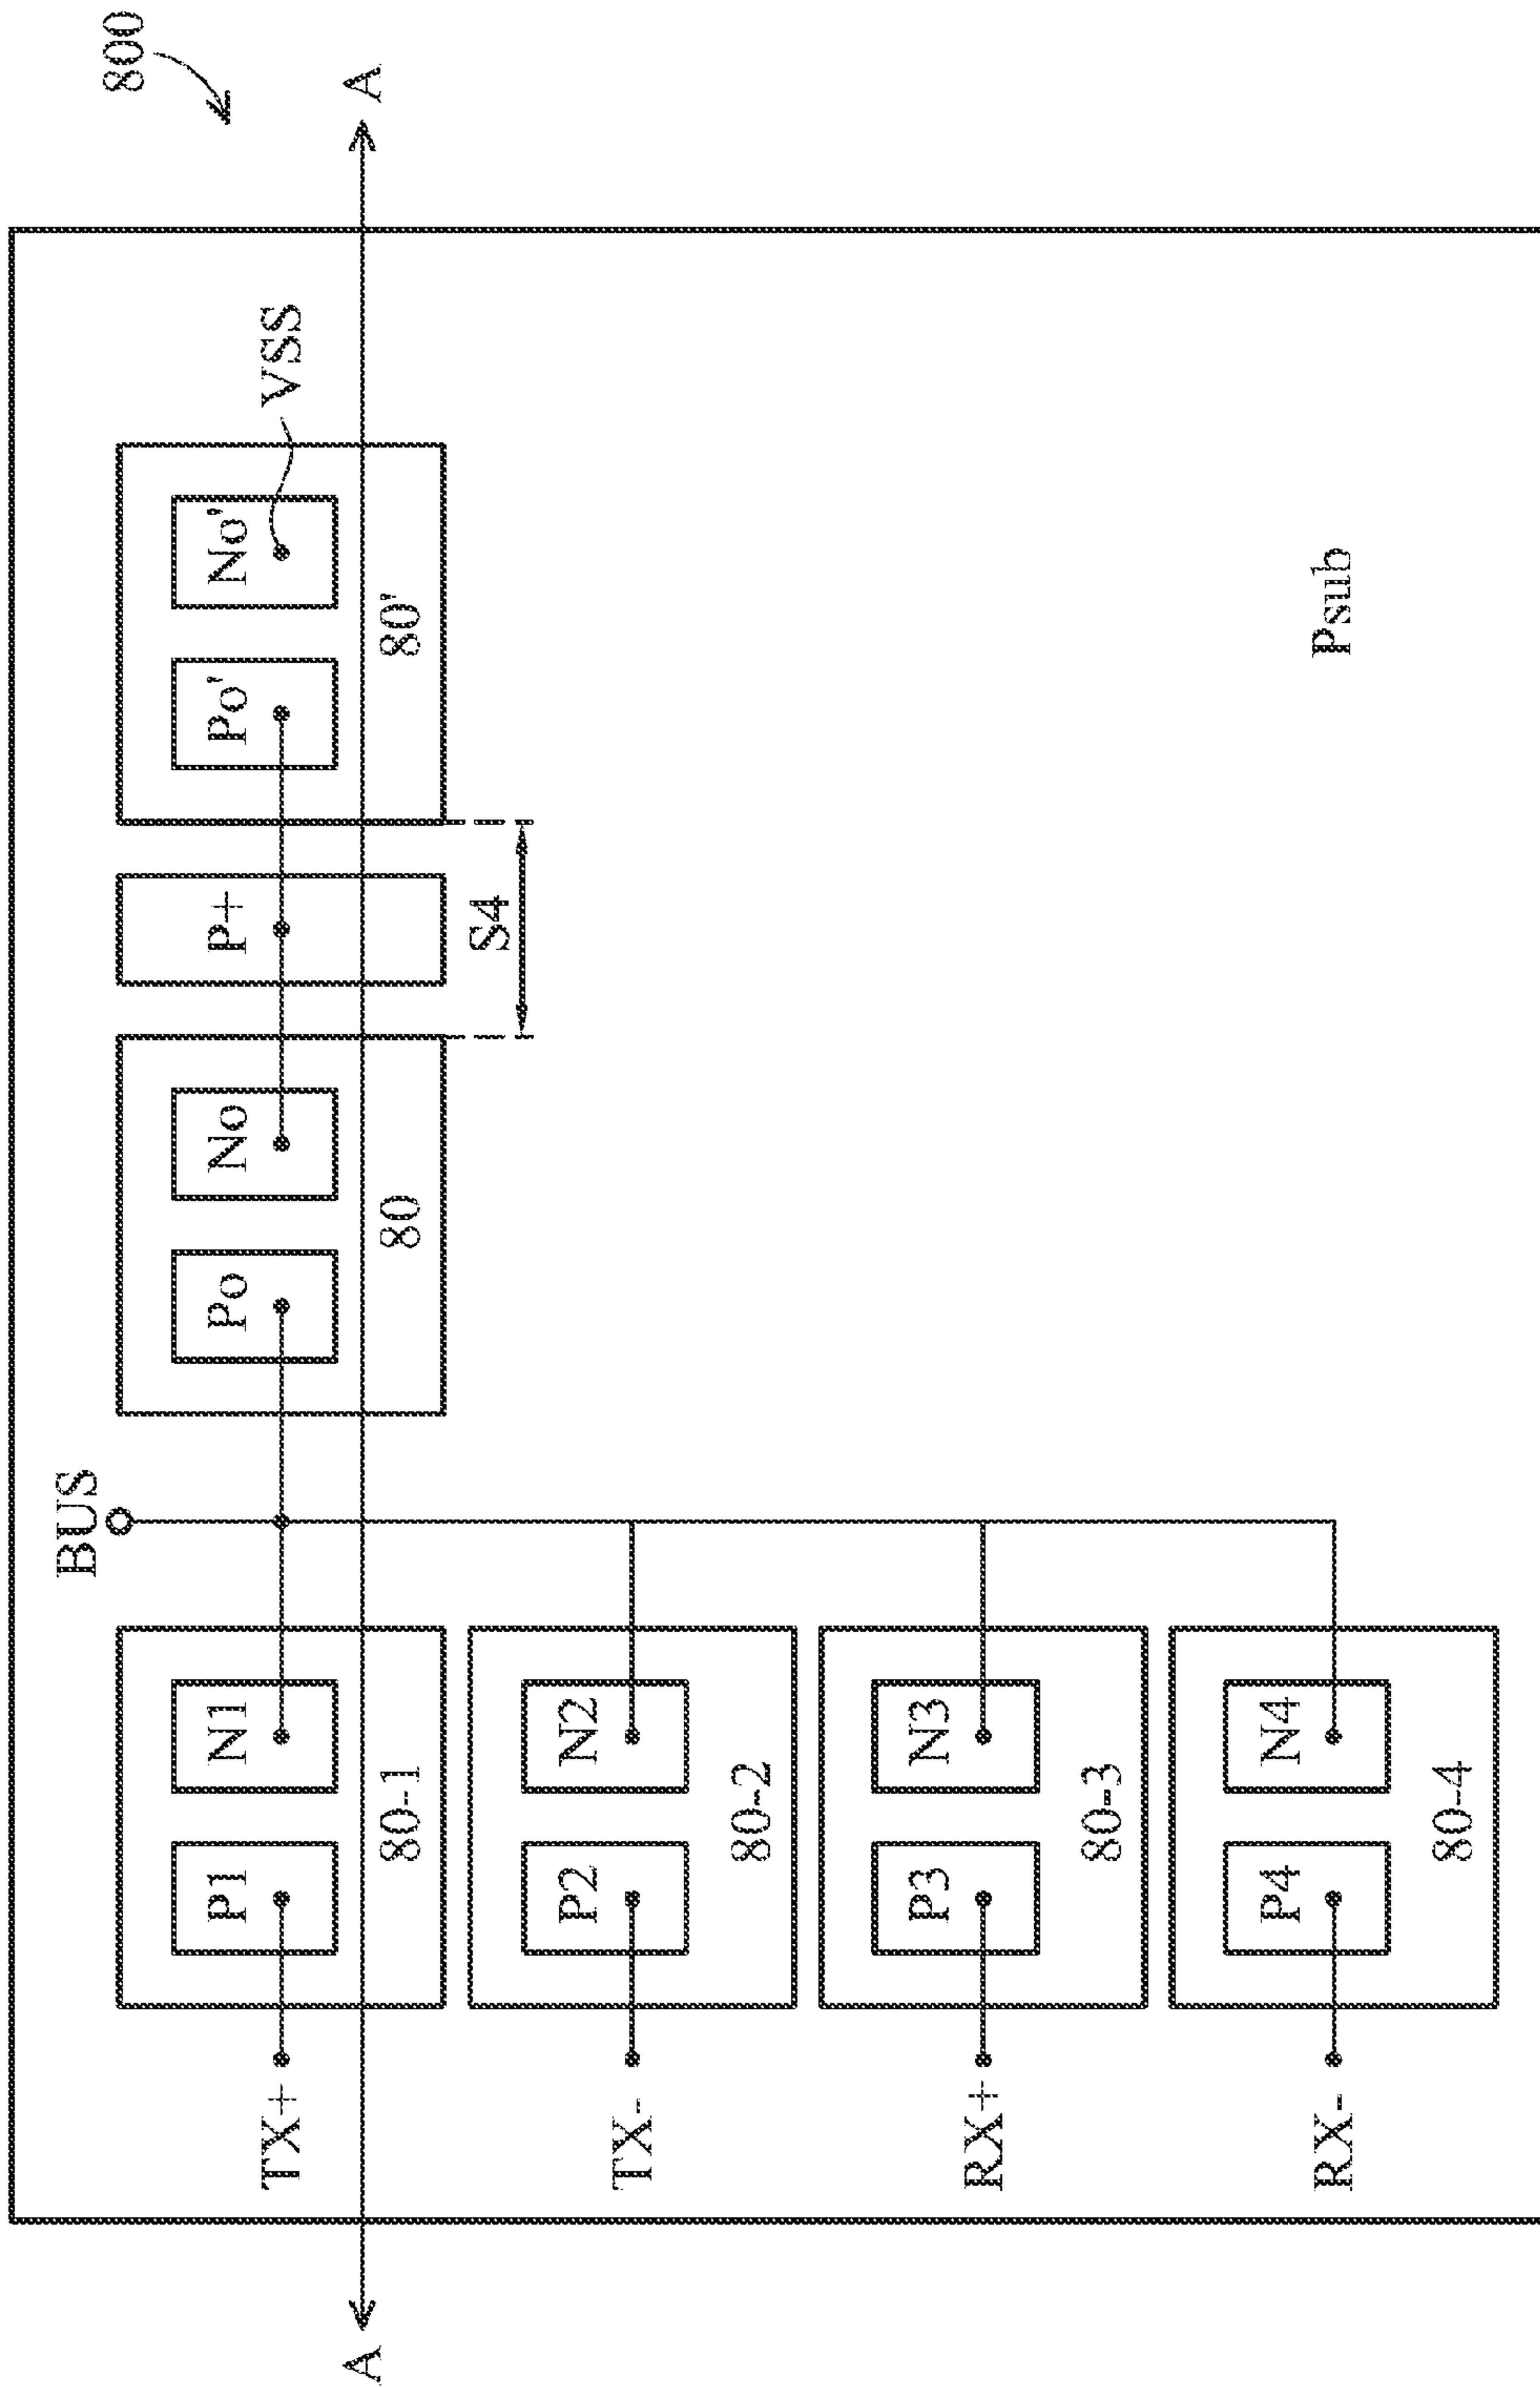 800
A
A
BUS
VSS
TX+
P1
N1
80-1
Po
No
80
P+
S4
Po'
No'
80'
TX-
P2
N2
80-2
RX+
P3
N3
80-3
RX-
P4
N4
80-4
Psub